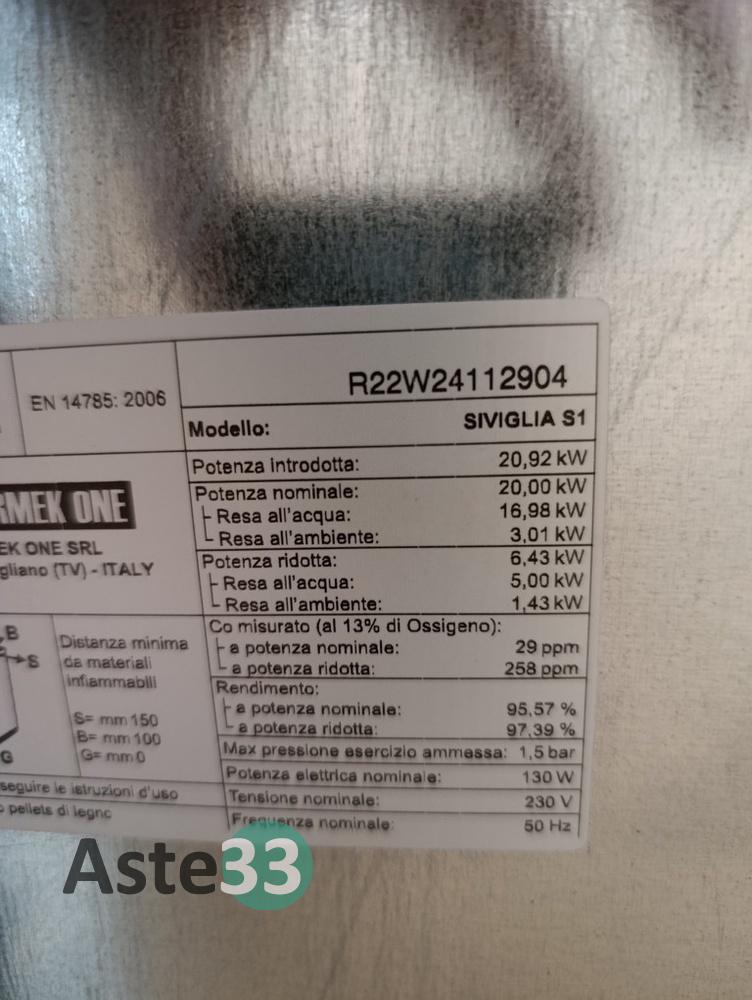 EN 14785: 2006
R22W24112904
Modello: SIVIGLIA S1
Potenza introdotta: 20,92 kW
Potenza nominale: 20,00 kW
Resa all'acqua: 16,98 kW
Resa all'ambiente: 3,01 kW
Potenza ridotta: 6,43 kW
Resa all'acqua: 5,00 kW
Resa all'ambiente: 1,43 kW
Co misurato (al 13% di Ossigeno):
a potenza nominale: 29 ppm
a potenza ridotta: 258 ppm
Rendimento:
a potenza nominale: 95,57 %
a potenza ridotta: 97,39 %
Max pressione esercizio ammessa: 1,5 bar
Potenza elettrica nominale: 130 W
Tensione nominale: 230 V
Frequenza nominale: 50 Hz
RMEK ONE
EK ONE SRL
gliano (TV) - ITALY
B
S
G
Distanza minima
da materiali
infiammabili
S= mm 150
B= mm 100
G= mm 0
seguire le istruzioni d'uso
pellets di legno
Aste33